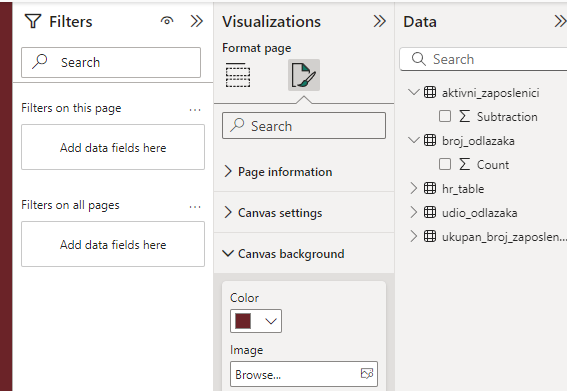 Filters
Search
Filters on this page
...
Add data fields here
Filters on all pages
...
Add data fields here
Visualizations
Format page
Search
Page information
Canvas settings
Canvas background
Color
Image
Browse...
Data
Search
aktivni_zaposlenici
Σ Subtraction
broj_odlazaka
Σ Count
hr_table
udio_odlazaka
ukupan_broj_zaposlen...